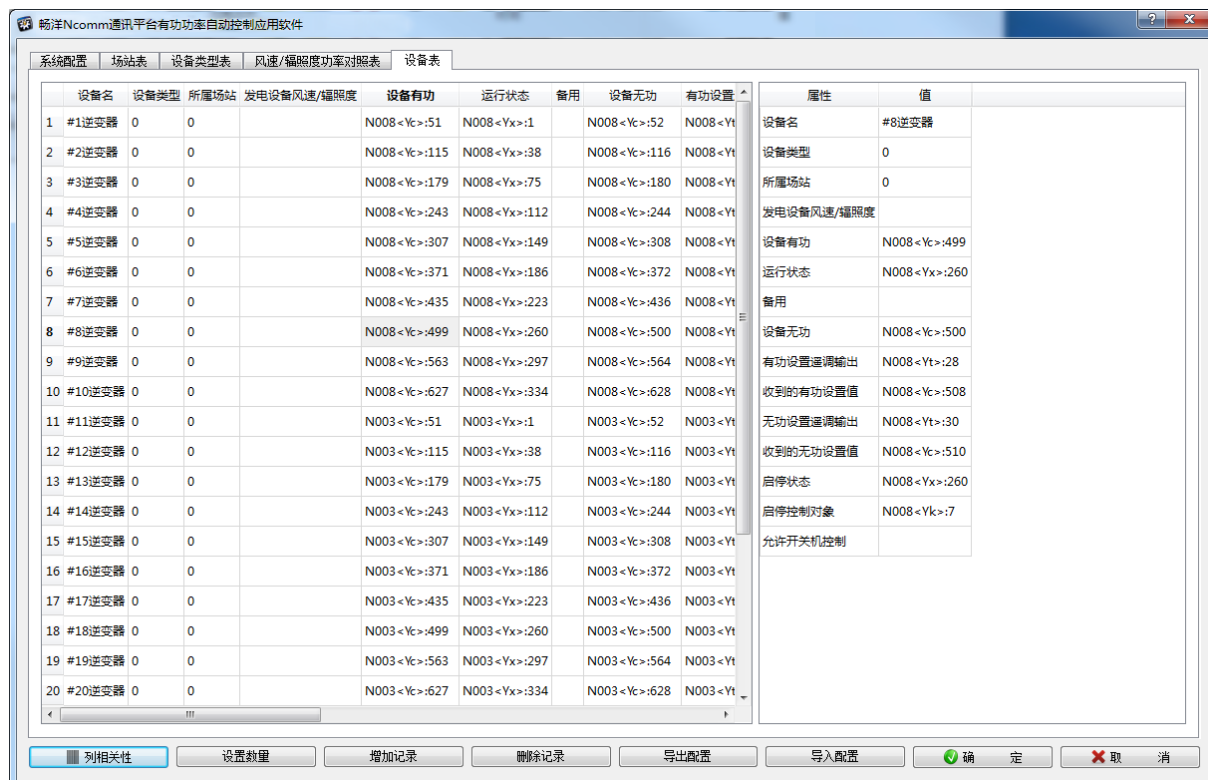 畅洋Ncomm通讯平台有功功率自动控制应用软件
系统配置 场站表 设备类型表 风速/辐照度功率对照表 设备表
设备名 设备类型 所属场站 发电设备风速/辐照度 设备有功 运行状态 备用 设备无功 有功设置 属性 值
1 #1逆变器 0 0 N008<Yc>:51 N008<Yx>:1 N008<Yc>:52 N008<Yt 设备名 #8逆变器
2 #2逆变器 0 0 N008<Yc>:115 N008<Yx>:38 N008<Yc>:116 N008<Yt 设备类型 0
3 #3逆变器 0 0 N008<Yc>:179 N008<Yx>:75 N008<Yc>:180 N008<Yt 所属场站 0
4 #4逆变器 0 0 N008<Yc>:243 N008<Yx>:112 N008<Yc>:244 N008<Yt 发电设备风速/辐照度
5 #5逆变器 0 0 N008<Yc>:307 N008<Yx>:149 N008<Yc>:308 N008<Yt 设备有功 N008<Yc>:499
6 #6逆变器 0 0 N008<Yc>:371 N008<Yx>:186 N008<Yc>:372 N008<Yt 运行状态 N008<Yx>:260
7 #7逆变器 0 0 N008<Yc>:435 N008<Yx>:223 N008<Yc>:436 N008<Yt 备用
8 #8逆变器 0 0 N008<Yc>:499 N008<Yx>:260 N008<Yc>:500 N008<Yt 设备无功 N008<Yc>:500
9 #9逆变器 0 0 N008<Yc>:563 N008<Yx>:297 N008<Yc>:564 N008<Yt 有功设置遥调输出 N008<Yt>:28
10 #10逆变器 0 0 N008<Yc>:627 N008<Yx>:334 N008<Yc>:628 N008<Yt 收到的有功设置值 N008<Yc>:508
11 #11逆变器 0 0 N003<Yc>:51 N003<Yx>:1 N003<Yc>:52 N003<Yt 无功设置遥调输出 N008<Yt>:30
12 #12逆变器 0 0 N003<Yc>:115 N003<Yx>:38 N003<Yc>:116 N003<Yt 收到的无功设置值 N008<Yc>:510
13 #13逆变器 0 0 N003<Yc>:179 N003<Yx>:75 N003<Yc>:180 N003<Yt 启停状态 N008<Yx>:260
14 #14逆变器 0 0 N003<Yc>:243 N003<Yx>:112 N003<Yc>:244 N003<Yt 启停控制对象 N008<Yk>:7
15 #15逆变器 0 0 N003<Yc>:307 N003<Yx>:149 N003<Yc>:308 N003<Yt 允许开关机控制
16 #16逆变器 0 0 N003<Yc>:371 N003<Yx>:186 N003<Yc>:372 N003<Yt
17 #17逆变器 0 0 N003<Yc>:435 N003<Yx>:223 N003<Yc>:436 N003<Yt
18 #18逆变器 0 0 N003<Yc>:499 N003<Yx>:260 N003<Yc>:500 N003<Yt
19 #19逆变器 0 0 N003<Yc>:563 N003<Yx>:297 N003<Yc>:564 N003<Yt
20 #20逆变器 0 0 N003<Yc>:627 N003<Yx>:334 N003<Yc>:628 N003<Yt
列相关性 设置数量 增加记录 删除记录 导出配置 导入配置 确 定 取 消